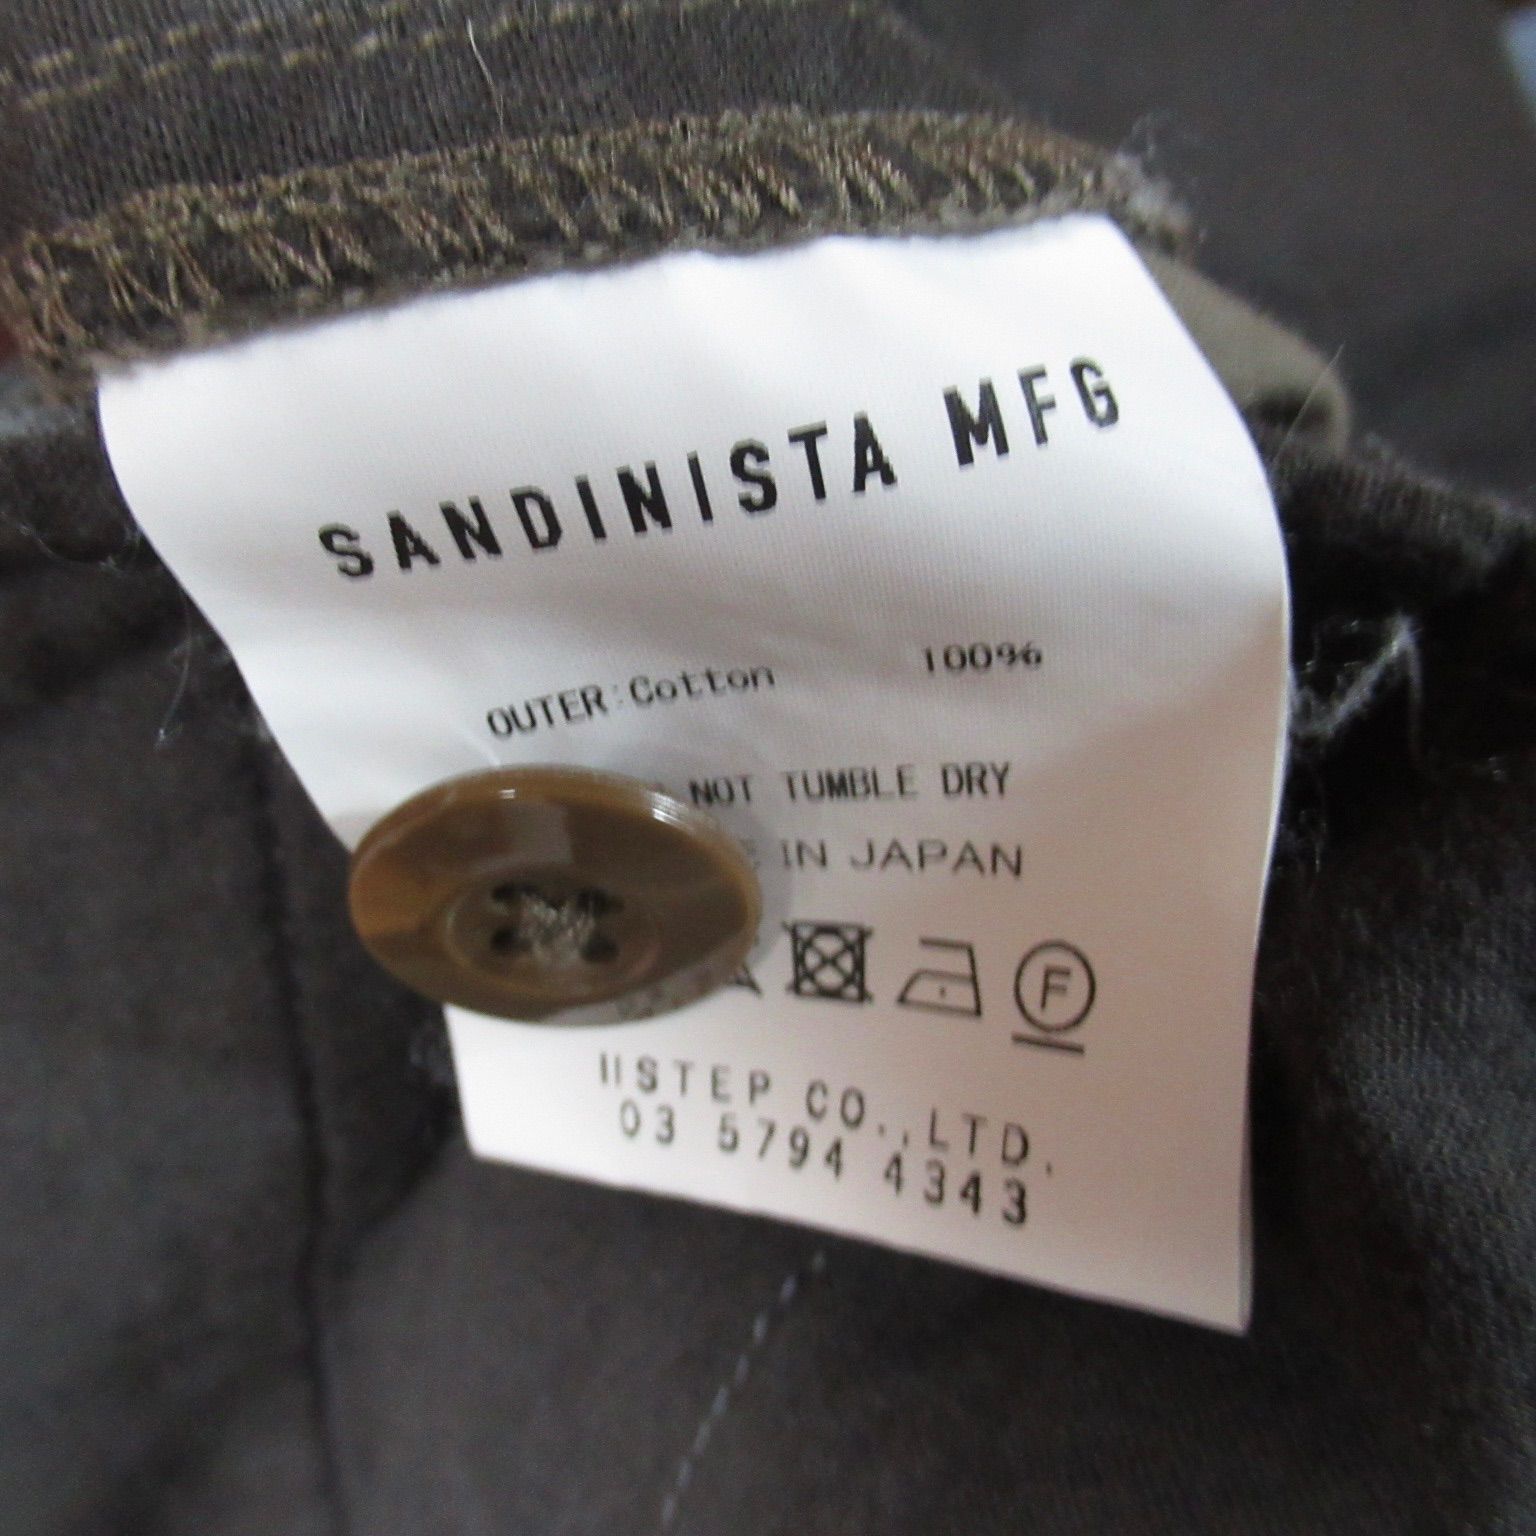 SANDINISTA MFG
OUTER:Cotton 100%
NOT TUMBLE DRY
IN JAPAN
F
IISTEP CO.,LTD.
03 5794 4343